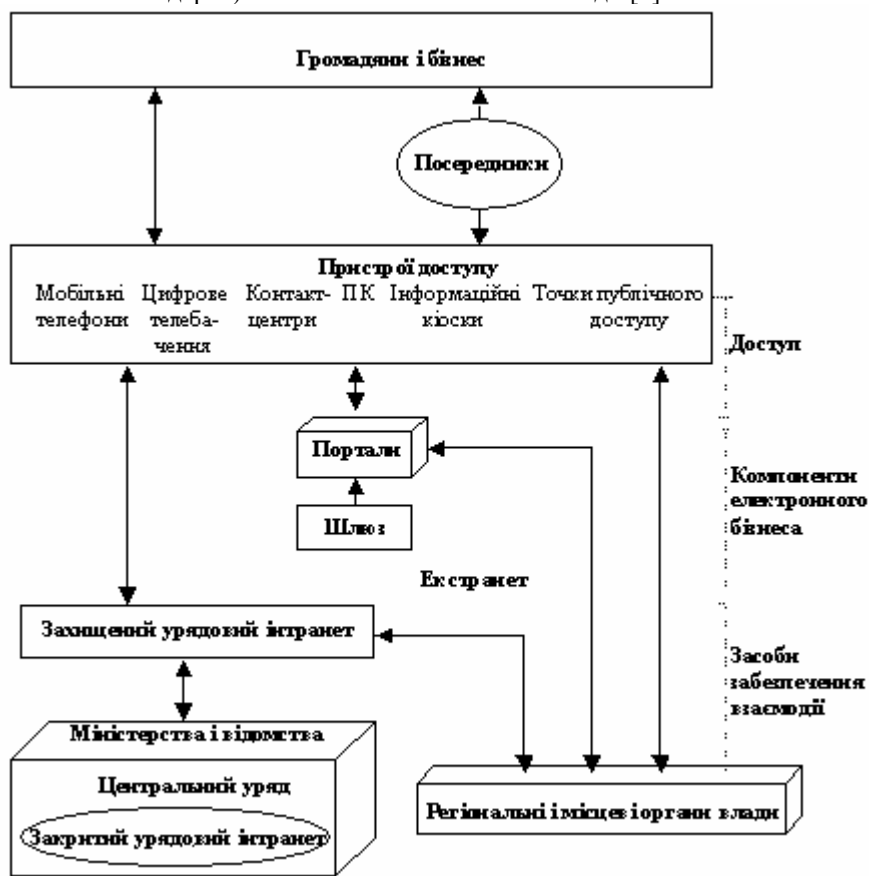 Громадяни і бізнес
Посередники
Пристрої доступу
Мобільні Цифрове Контакт- ПК Інформаційні Точки публічного
телефони телеба- центри кіоски доступу
чення
Доступ
Портали
Компоненти
електронного
бізнеса
Шлюз
Екстранет
Захищений урядовий інтранет
Засоби
забезпечення
взаємодії
Міністерства і відомства
Центральний уряд
Закритий урядовий інтранет
Регіональні і місцеві органи влади